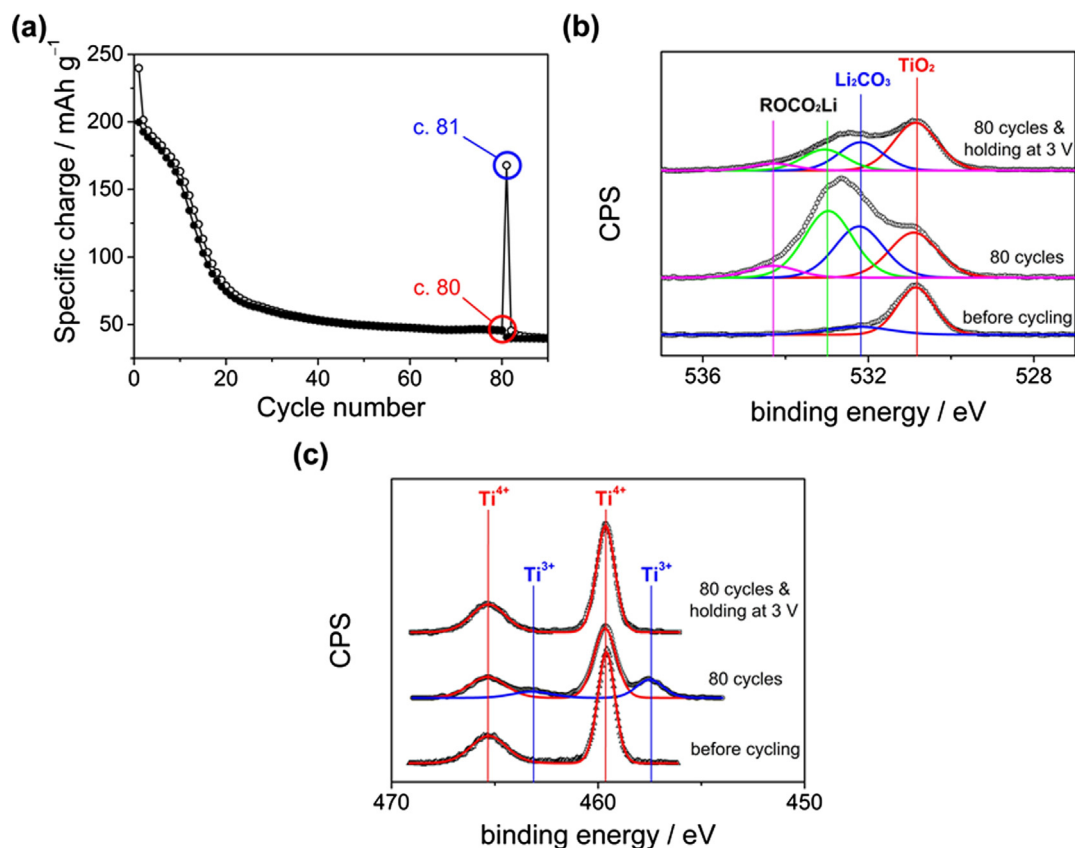 (a)
250
200
150
100
50
0
20
40
60
80
Specific charge / mAh g⁻¹
Cycle number
c. 81
c. 80
(b)
ROCO₂Li
Li₂CO₃
TiO₂
80 cycles &
holding at 3 V
80 cycles
before cycling
CPS
536
532
528
binding energy / eV
(c)
Ti⁴⁺
Ti³⁺
Ti⁴⁺
Ti³⁺
80 cycles &
holding at 3 V
80 cycles
before cycling
CPS
470
460
450
binding energy / eV